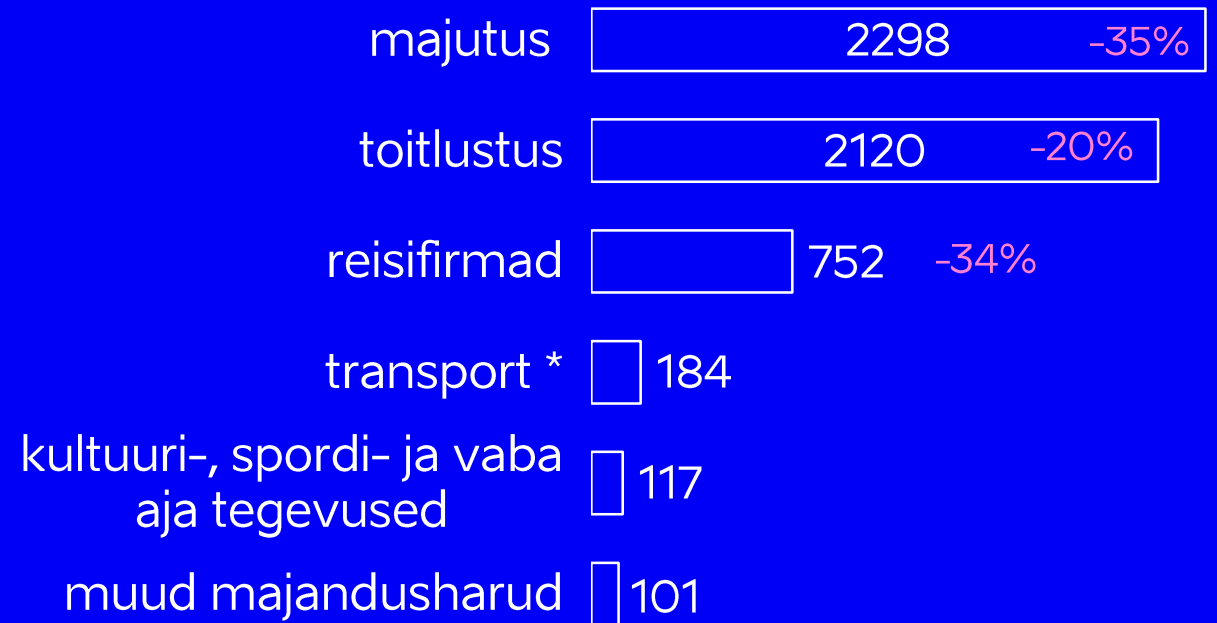 majutus 2298 -35%
toitlustus 2120 -20%
reisifirmad 752 -34%
transport * 184
kultuuri-, spordi- ja vaba
aja tegevused 117
muud majandusharud 101